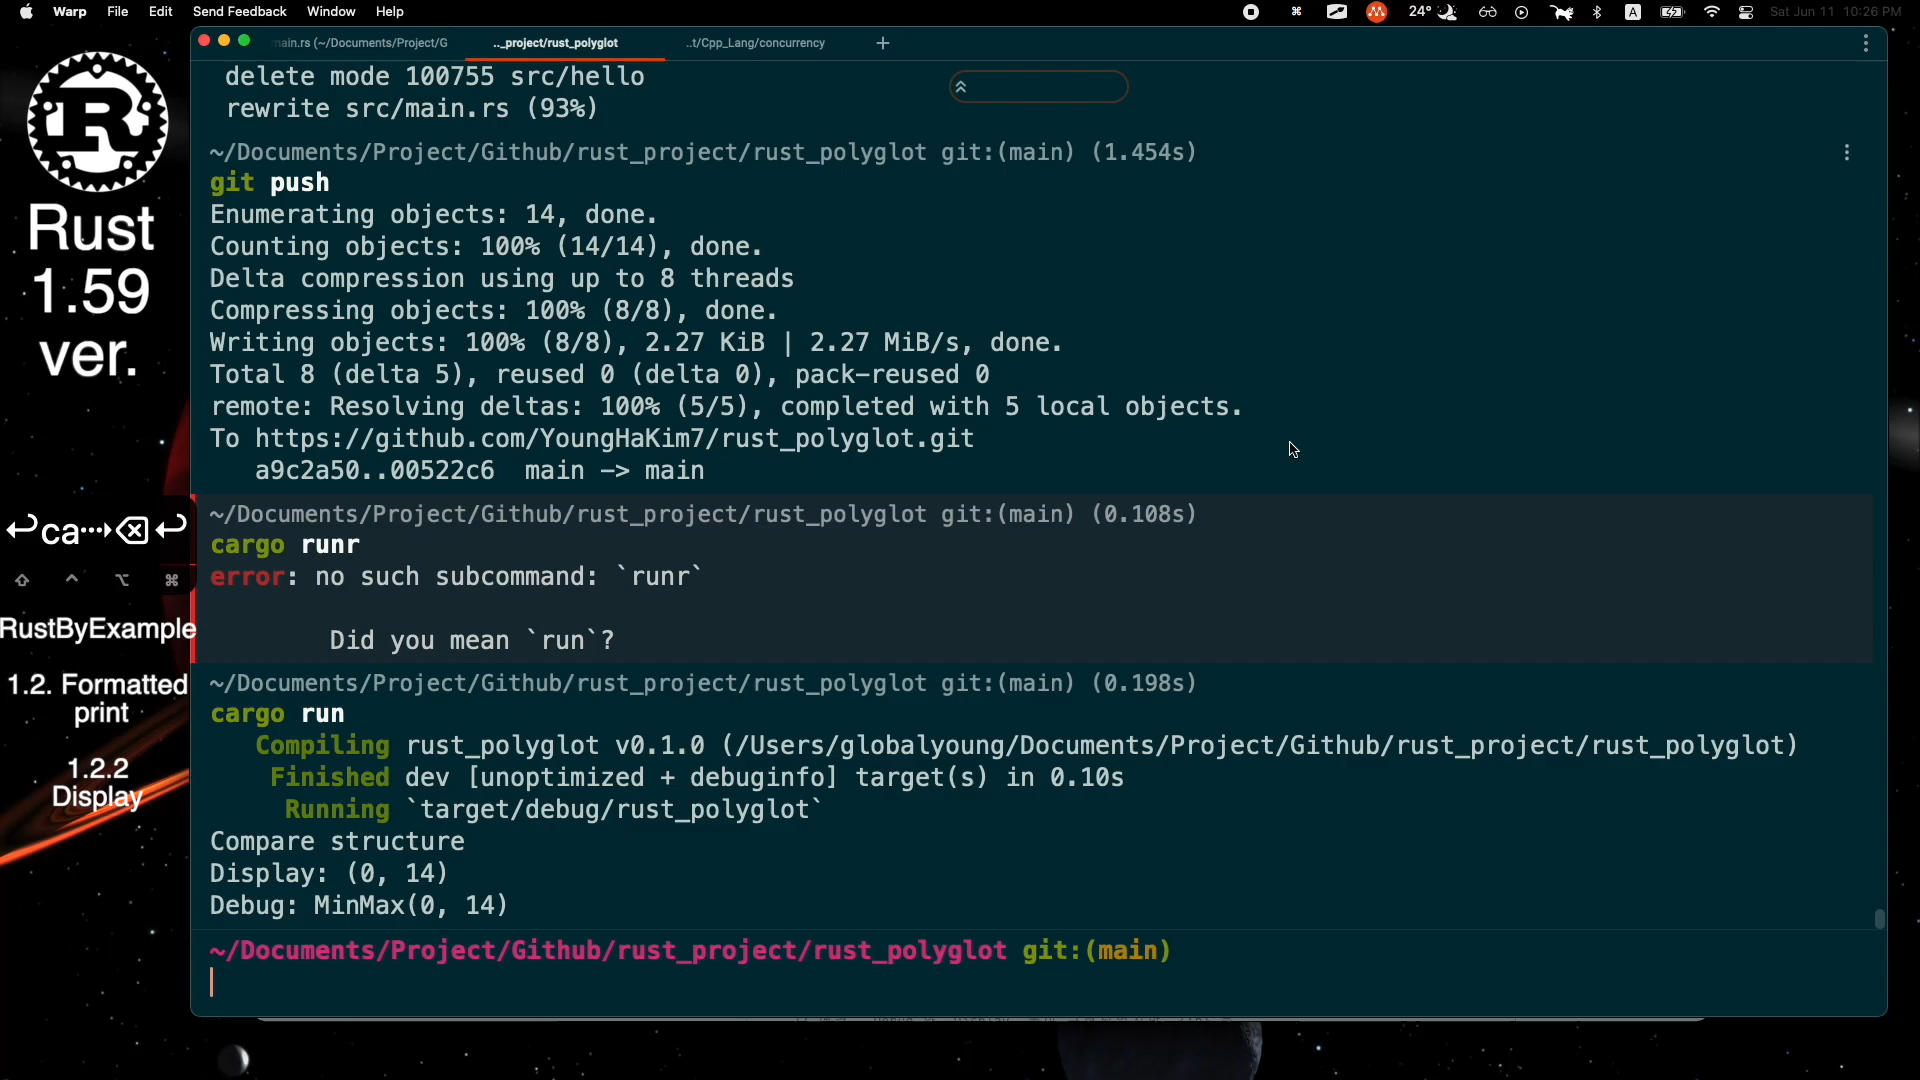 Warp File Edit Send Feedback Window Help 24° A Sat Jun 11 10:26 PM
main.rs (~/Documents/Project/G
.._project/rust_polyglot
..t/Cpp_Lang/concurrency
+
delete mode 100755 src/hello
rewrite src/main.rs (93%)
~/Documents/Project/Github/rust_project/rust_polyglot git:(main) (1.454s)
git push
Enumerating objects: 14, done.
Counting objects: 100% (14/14), done.
Delta compression using up to 8 threads
Compressing objects: 100% (8/8), done.
Writing objects: 100% (8/8), 2.27 KiB | 2.27 MiB/s, done.
Total 8 (delta 5), reused 0 (delta 0), pack-reused 0
remote: Resolving deltas: 100% (5/5), completed with 5 local objects.
To https://github.com/YoungHaKim7/rust_polyglot.git
a9c2a50..00522c6 main -> main
~/Documents/Project/Github/rust_project/rust_polyglot git:(main) (0.108s)
cargo runr
error: no such subcommand: `runr`
Did you mean `run`?
~/Documents/Project/Github/rust_project/rust_polyglot git:(main) (0.198s)
cargo run
Compiling rust_polyglot v0.1.0 (/Users/globalyoung/Documents/Project/Github/rust_project/rust_polyglot)
Finished dev [unoptimized + debuginfo] target(s) in 0.10s
Running `target/debug/rust_polyglot`
Compare structure
Display: (0, 14)
Debug: MinMax(0, 14)
~/Documents/Project/Github/rust_project/rust_polyglot git:(main)
R
Rust
1.59
ver.
↩ca…⌫↩
⇧ ⌃ ⌥ ⌘
RustByExample
1.2. Formatted
print
1.2.2
Display